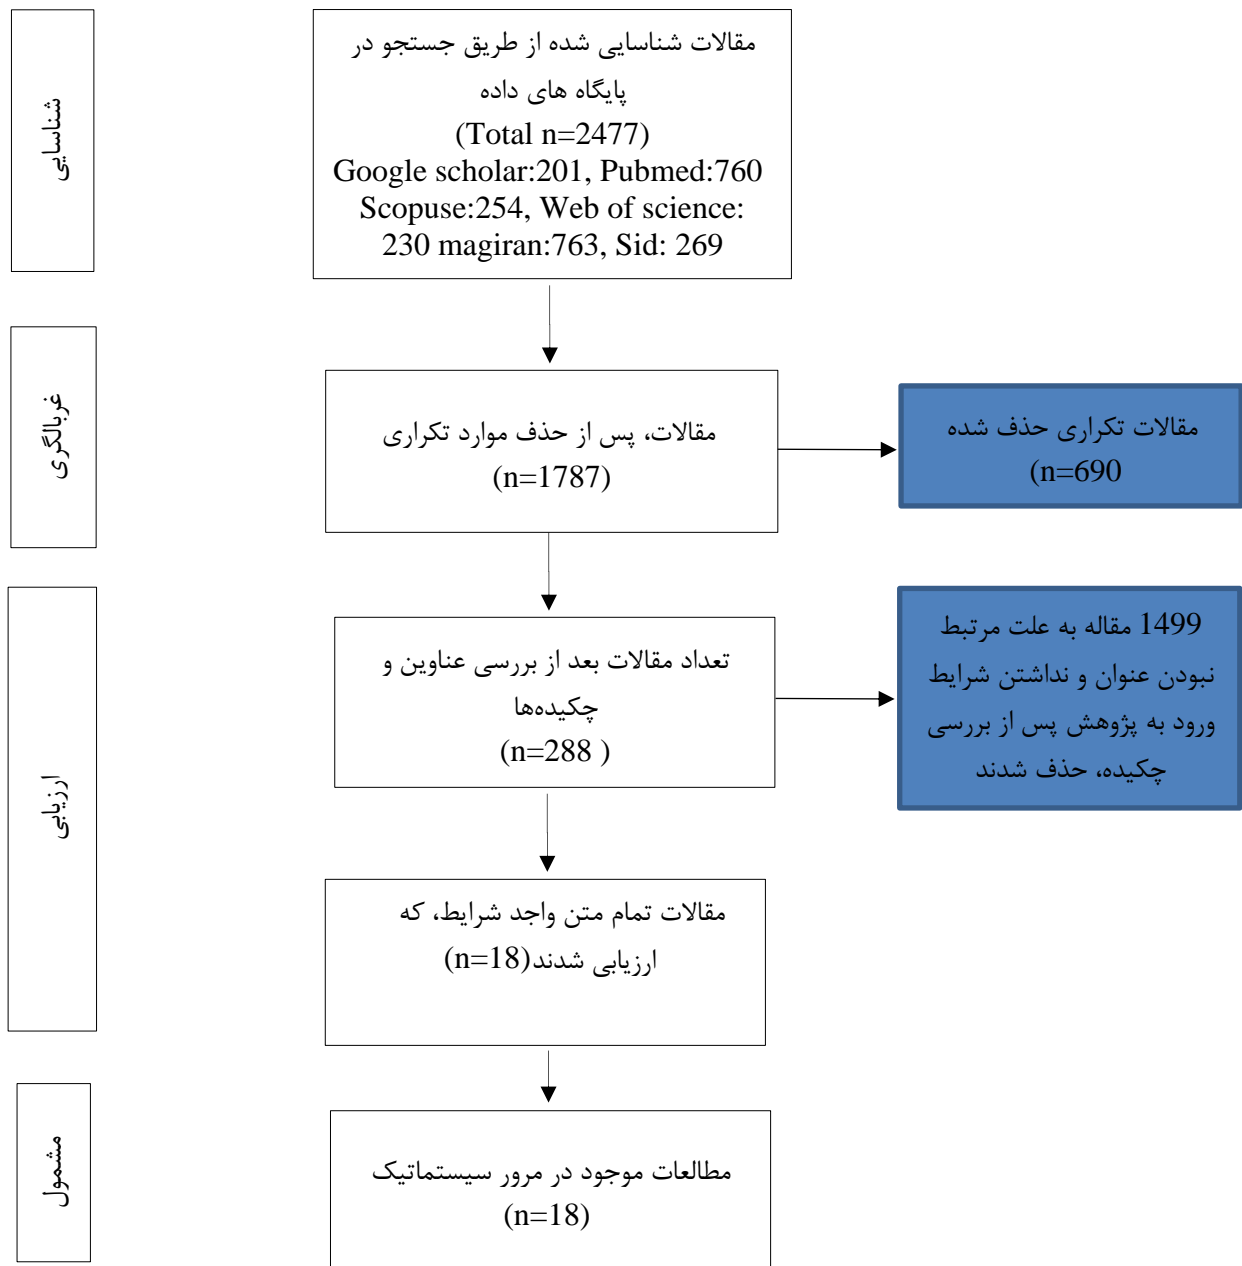 شناسایی
مقالات شناسایی شده از طریق جستجو در
پایگاه های داده
(Total n=2477)
Google scholar:201, Pubmed:760
Scopuse:254, Web of science:
230 magiran:763, Sid: 269
غربالگری
مقالات، پس از حذف موارد تکراری
(n=1787)
مقالات تکراری حذف شده
(n=690
ارزیابی
تعداد مقالات بعد از بررسی عناوین و
چکیده‌ها
(n=288 )
1499 مقاله به علت مرتبط
نبودن عنوان و نداشتن شرایط
ورود به پژوهش پس از بررسی
چکیده، حذف شدند
مقالات تمام متن واجد شرایط، که
ارزیابی شدند(n=18)
مشمول
مطالعات موجود در مرور سیستماتیک
(n=18)